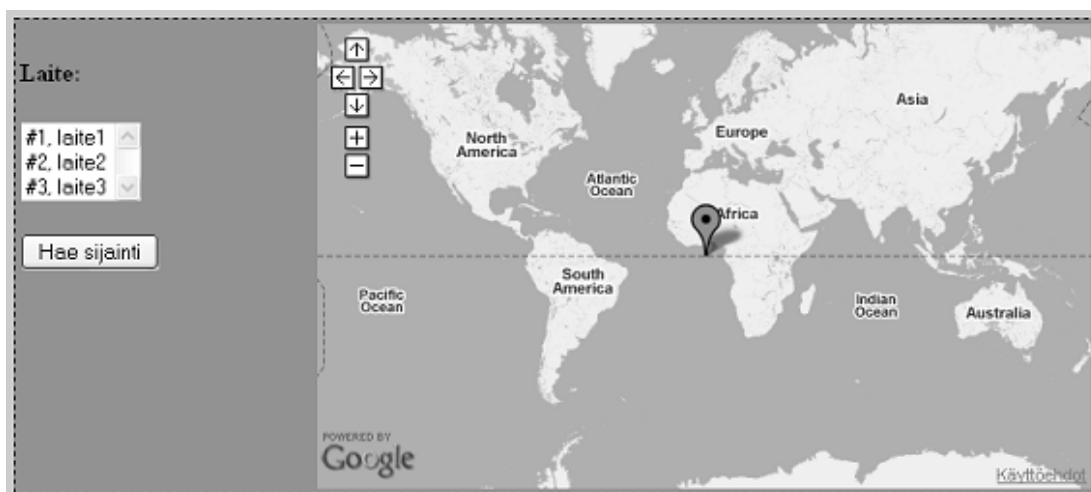 Laite:
#1, laite1
#2, laite2
#3, laite3
Hae sijainti
North
America
Atlantic
Ocean
Europe
Asia
Africa
South
America
Pacific
Ocean
Indian
Ocean
Australia
POWERED BY
Google
Käyttöehdot